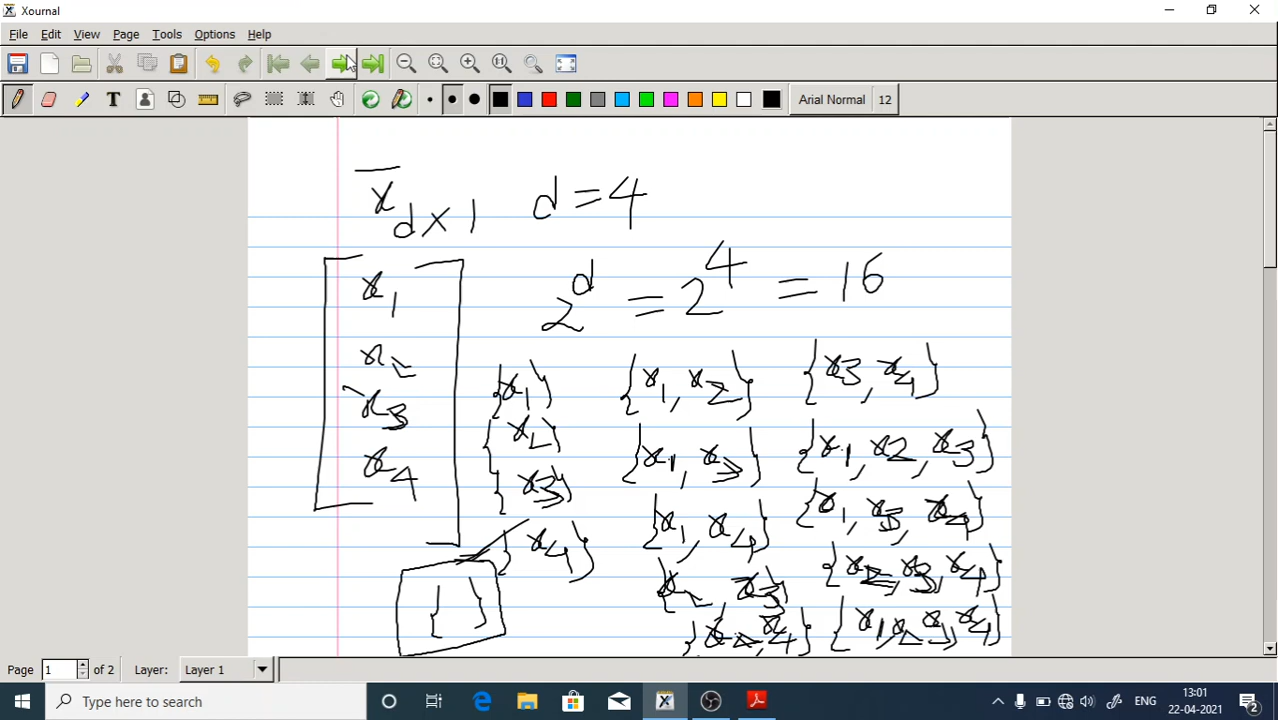 Xournal
File Edit View Page Tools Options Help
T Arial Normal 12
x̅ d×1 d = 4
2^d = 2^4 = 16
x1
x2
x3
x4
{x1}
{x2}
{x3}
{x4}
{ }
{x1, x2}
{x1, x3}
{x1, x4}
{x2, x3}
{x2, x4}
{x3, x4}
{x1, x2, x3}
{x1, x3, x4}
{x2, x3, x4}
{x1, x2, x3, x4}
Page 1 of 2 Layer: Layer 1
Type here to search
ENG
13:01
22-04-2021
2